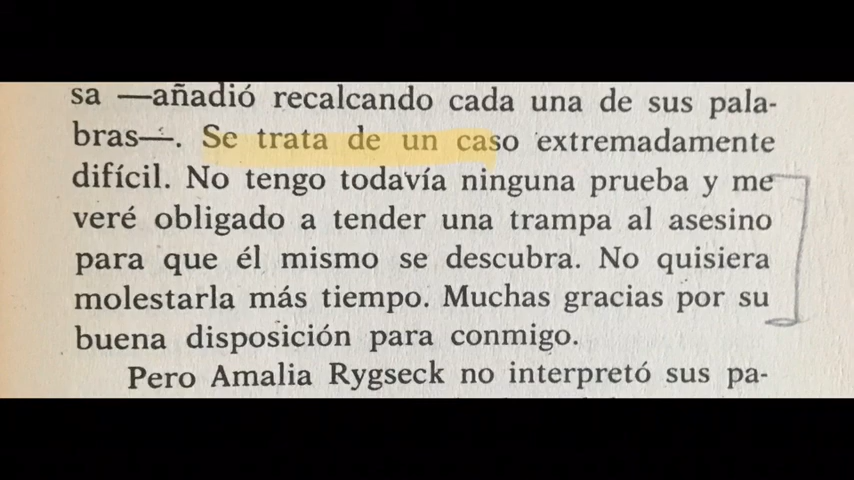 sa —añadió recalcando cada una de sus pala-
bras—. Se trata de un caso extremadamente
difícil. No tengo todavía ninguna prueba y me
veré obligado a tender una trampa al asesino
para que él mismo se descubra. No quisiera
molestarla más tiempo. Muchas gracias por su
buena disposición para conmigo.
Pero Amalia Rygseck no interpretó sus pa-